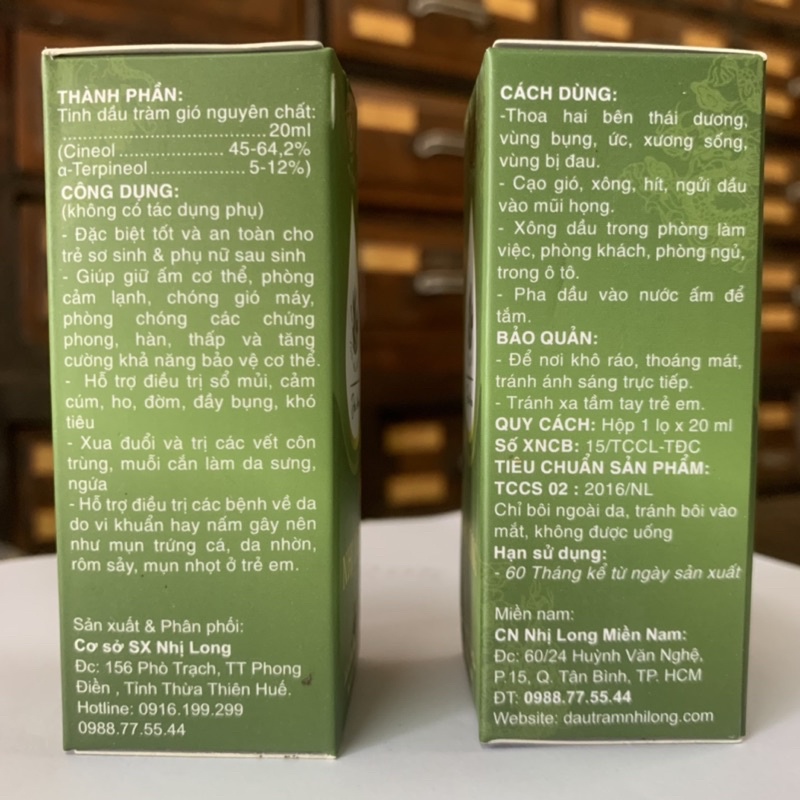 THÀNH PHẦN:
Tinh dầu tràm gió nguyên chất:
.................................. 20ml
(Cineol ................ 45-64,2%
α-Terpineol .................. 5-12%)
CÔNG DỤNG:
(không có tác dụng phụ)
- Đặc biệt tốt và an toàn cho
trẻ sơ sinh & phụ nữ sau sinh
- Giúp giữ ấm cơ thể, phòng
cảm lạnh, chóng gió máy,
phòng chóng các chứng
phong, hàn, thấp và tăng
cường khả năng bảo vệ cơ thể.
- Hỗ trợ điều trị sổ mũi, cảm
cúm, ho, đờm, đầy bụng, khó
tiêu
- Xua đuổi và trị các vết côn
trùng, muỗi cắn làm da sưng,
ngứa
- Hỗ trợ điều trị các bệnh về da
do vi khuẩn hay nấm gây nên
như mụn trứng cá, da nhờn,
rôm sảy, mụn nhọt ở trẻ em.
Sản xuất & Phân phối:
Cơ sở SX Nhị Long
Đc: 156 Phò Trạch, TT Phong
Điền , Tỉnh Thừa Thiên Huế.
Hotline: 0916.199.299
0988.77.55.44
CÁCH DÙNG:
-Thoa hai bên thái dương,
vùng bụng, ức, xương sống,
vùng bị đau.
- Cạo gió, xông, hít, ngửi dầu
vào mũi họng.
- Xông dầu trong phòng làm
việc, phòng khách, phòng ngủ,
trong ô tô.
- Pha dầu vào nước ấm để
tắm.
BẢO QUẢN:
- Để nơi khô ráo, thoáng mát,
tránh ánh sáng trực tiếp.
- Tránh xa tầm tay trẻ em.
QUY CÁCH: Hộp 1 lọ x 20 ml
Số XNCB: 15/TCCL-TĐC
TIÊU CHUẨN SẢN PHẨM:
TCCS 02 : 2016/NL
Chỉ bôi ngoài da, tránh bôi vào
mắt, không được uống
Hạn sử dụng:
- 60 Tháng kể từ ngày sản xuất
Miền nam:
CN Nhị Long Miền Nam:
Đc: 60/24 Huỳnh Văn Nghệ,
P.15, Q. Tân Bình, TP. HCM
ĐT: 0988.77.55.44
Website: dautramnhilong.com